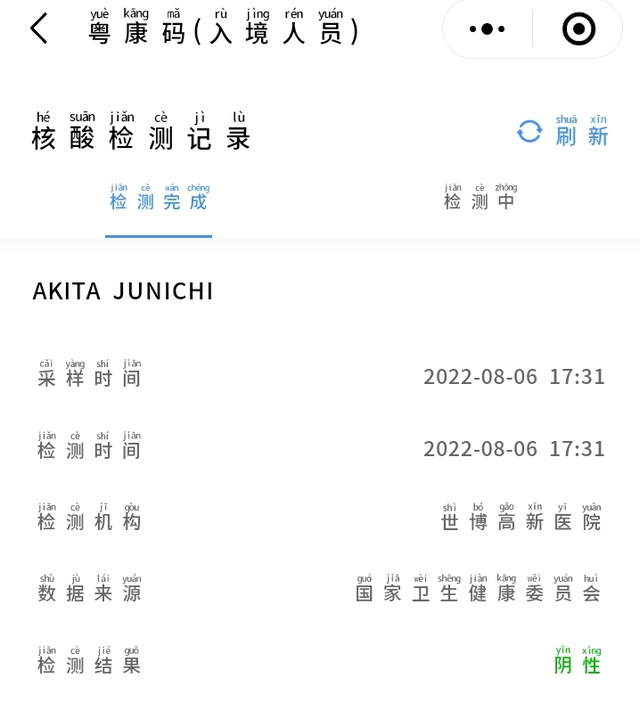 yuè kāng mǎ rù jìng rén yuán
粤康码(入境人员)
hé suān jiǎn cè jì lù
核酸检测记录
shuā xīn
刷新
jiǎn cè wán chéng
检测完成
jiǎn cè zhōng
检测中
AKITA JUNICHI
cǎi yàng shí jiān
采样时间
2022-08-06 17:31
jiǎn cè shí jiān
检测时间
2022-08-06 17:31
jiǎn cè jī gòu
检测机构
shì bó gāo xīn yī yuàn
世博高新医院
shù jù lái yuán
数据来源
guó jiā wèi shēng jiàn kāng wěi yuán huì
国家卫生健康委员会
jiǎn cè jié guǒ
检测结果
yīn xìng
阴性